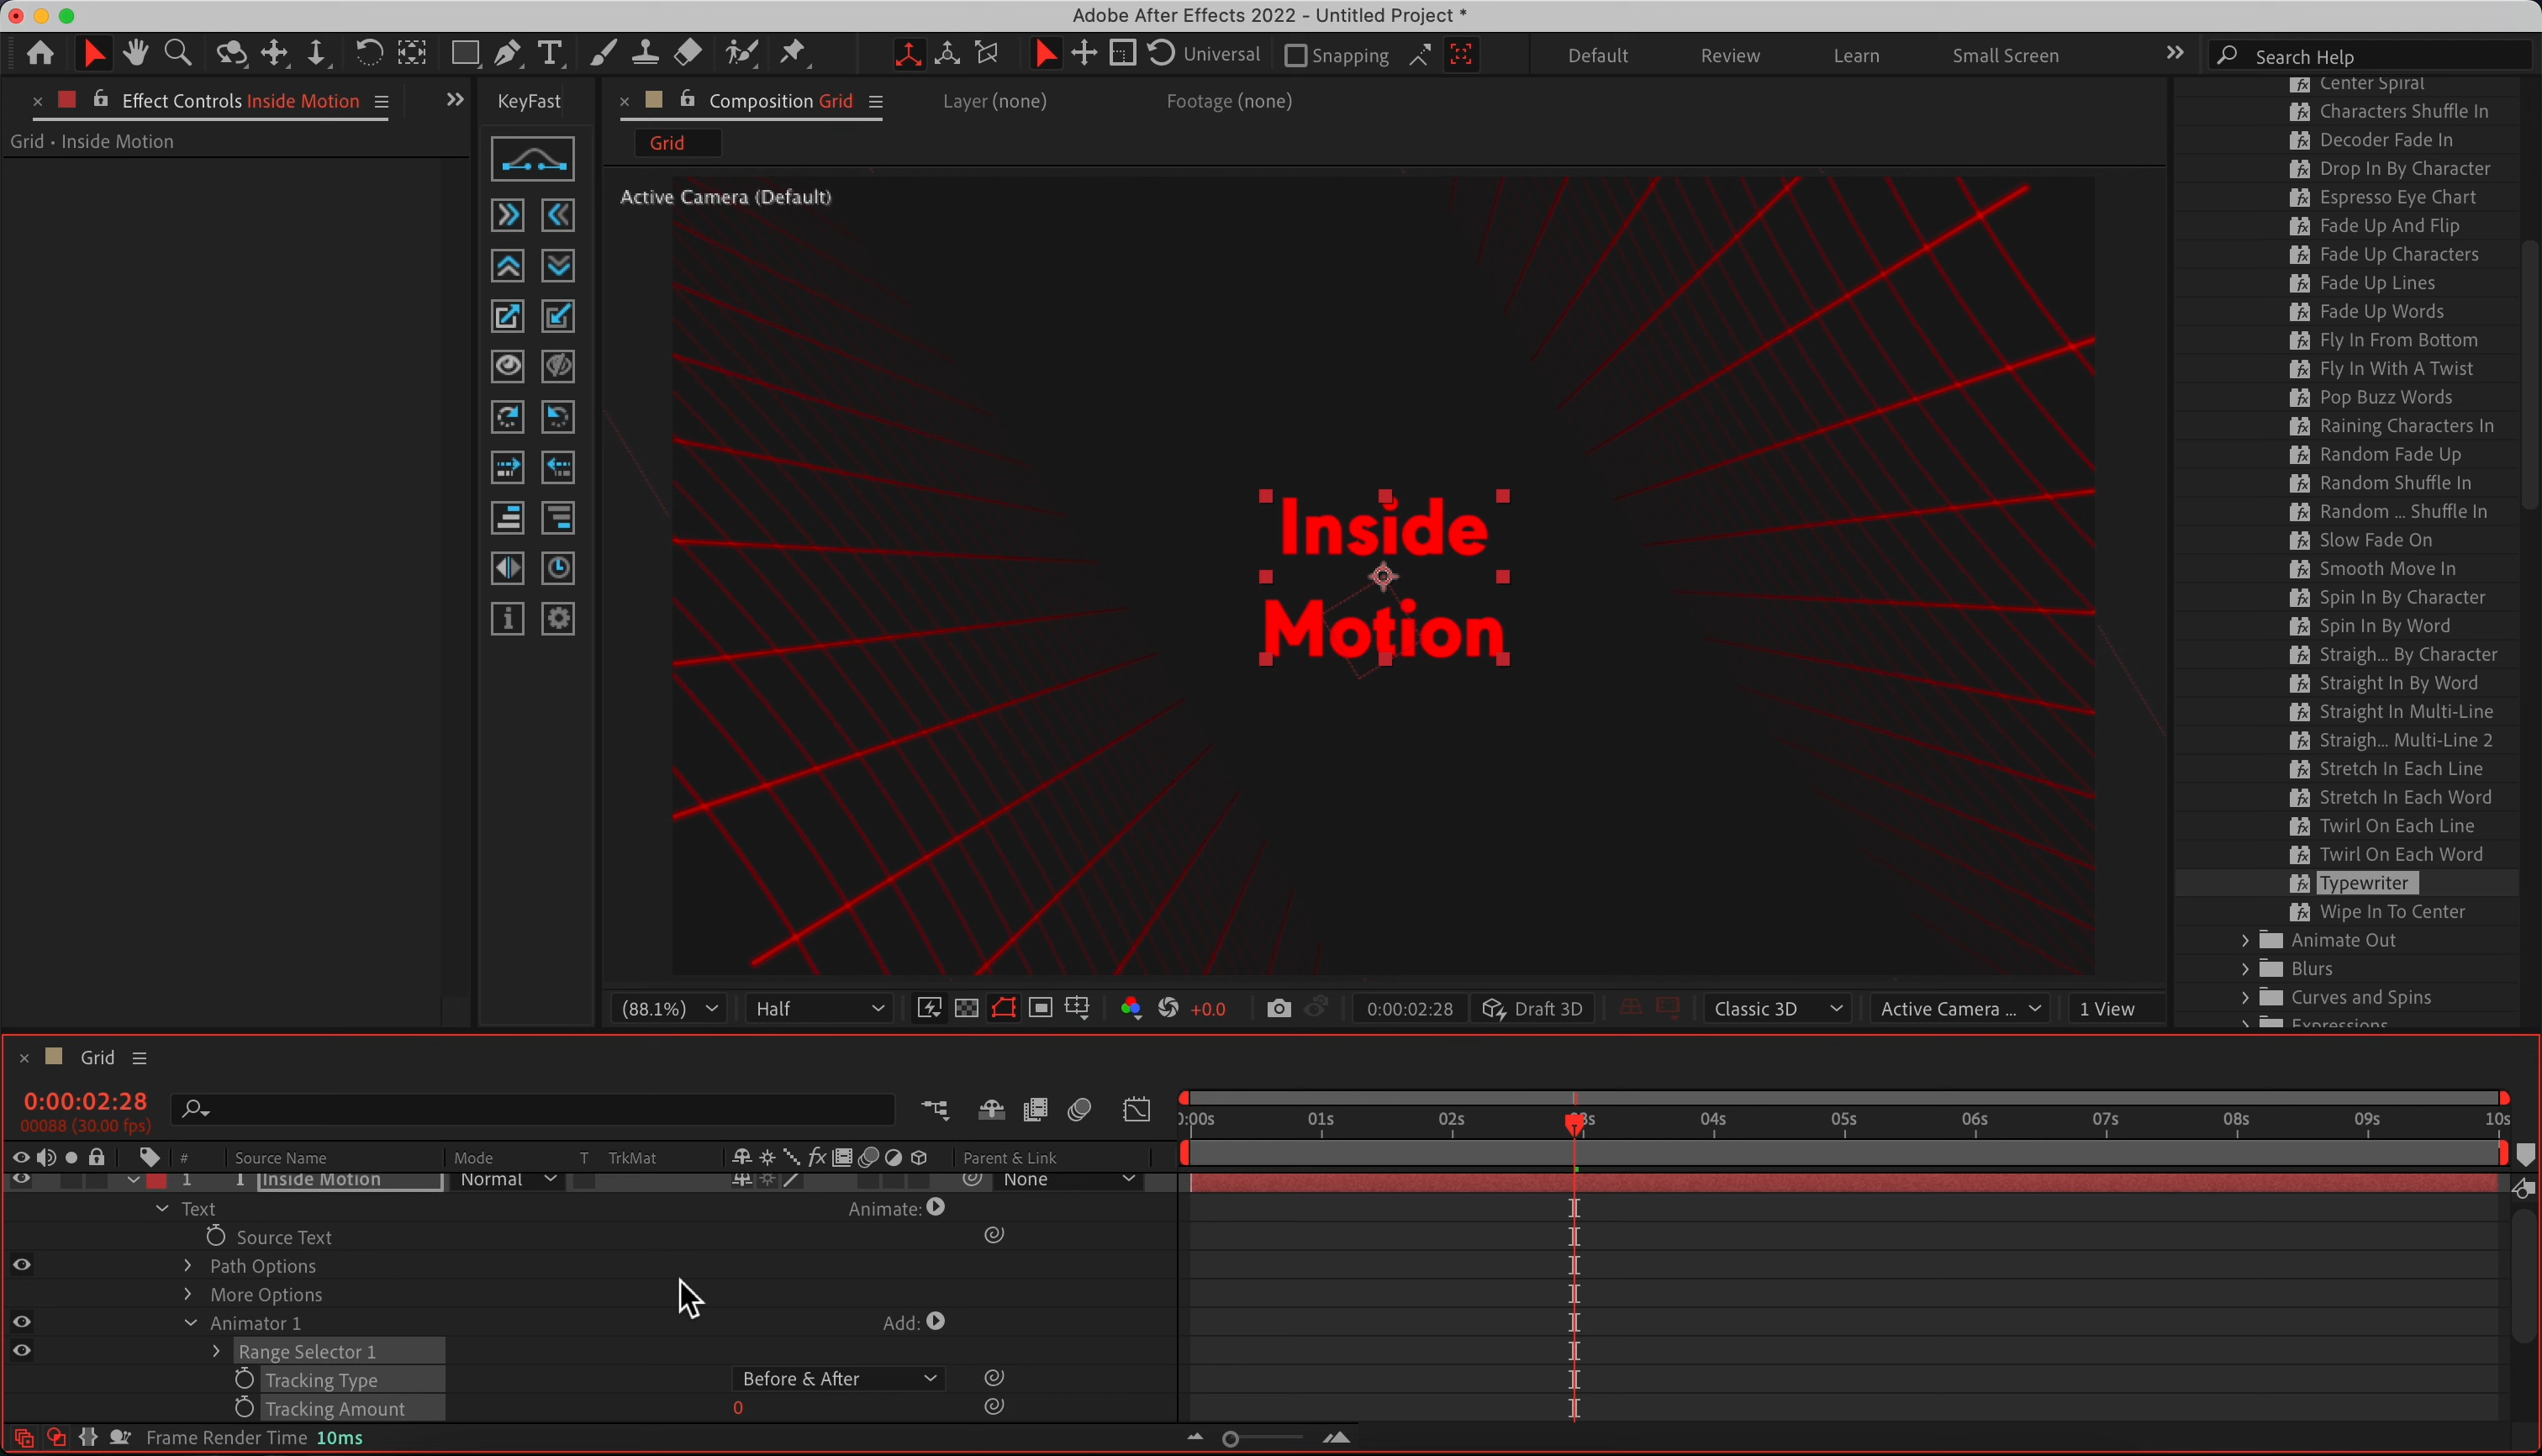 Adobe After Effects 2022 - Untitled Project *
Universal
Snapping
Default
Review
Learn
Small Screen
Search Help
Effect Controls Inside Motion
KeyFast
Composition Grid
Layer (none)
Footage (none)
Grid • Inside Motion
Grid
Active Camera (Default)
Inside
Motion
Center Spiral
Characters Shuffle In
Decoder Fade In
Drop In By Character
Espresso Eye Chart
Fade Up And Flip
Fade Up Characters
Fade Up Lines
Fade Up Words
Fly In From Bottom
Fly In With A Twist
Pop Buzz Words
Raining Characters In
Random Fade Up
Random Shuffle In
Random ... Shuffle In
Slow Fade On
Smooth Move In
Spin In By Character
Spin In By Word
Straigh... By Character
Straight In By Word
Straight In Multi-Line
Straigh... Multi-Line 2
Stretch In Each Line
Stretch In Each Word
Twirl On Each Line
Twirl On Each Word
Typewriter
Wipe In To Center
Animate Out
Blurs
Curves and Spins
Expressions
(88.1%)
Half
+0.0
0:00:02:28
Draft 3D
Classic 3D
Active Camera ...
1 View
Grid
0:00:02:28
00088 (30.00 fps)
):00s 01s 02s 03s 04s 05s 06s 07s 08s 09s 10s
# Source Name Mode T TrkMat Parent & Link
1 Inside Motion Normal None
Text Animate:
Source Text
Path Options
More Options
Animator 1 Add:
Range Selector 1
Tracking Type Before & After
Tracking Amount 0
Frame Render Time 10ms